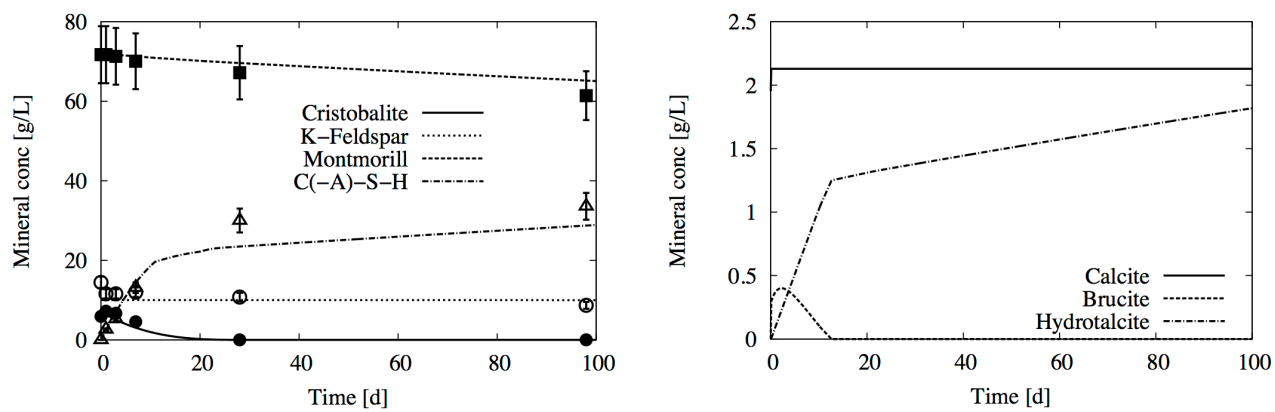 Mineral conc [g/L]
80
60
40
20
0
Cristobalite
K−Feldspar
Montmorill
C(−A)−S−H
0 20 40 60 80 100
Time [d]
Mineral conc [g/L]
2.5
2
1.5
1
0.5
0
Calcite
Brucite
Hydrotalcite
0 20 40 60 80 100
Time [d]